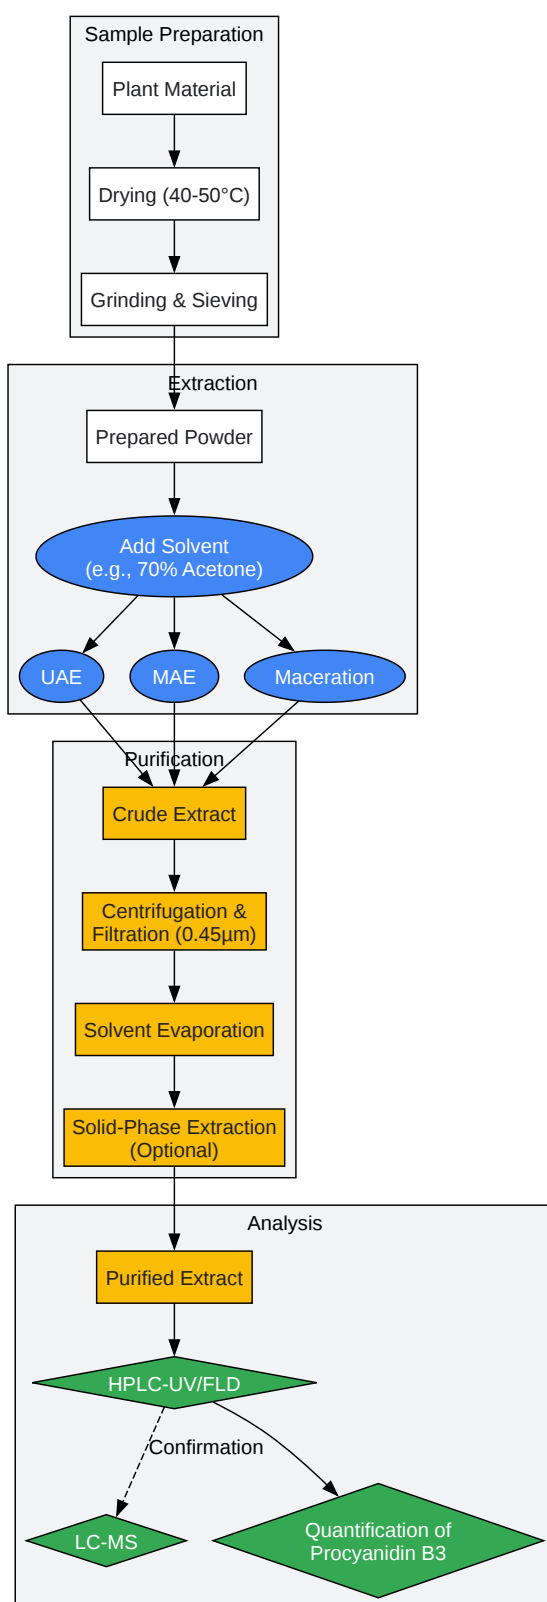 Sample Preparation
Plant Material
Drying (40-50°C)
Grinding & Sieving
Extraction
Prepared Powder
Add Solvent
(e.g., 70% Acetone)
UAE
MAE
Maceration
Purification
Crude Extract
Centrifugation &
Filtration (0.45µm)
Solvent Evaporation
Solid-Phase Extraction
(Optional)
Analysis
Purified Extract
HPLC-UV/FLD
Confirmation
LC-MS
Quantification of
Procyanidin B3